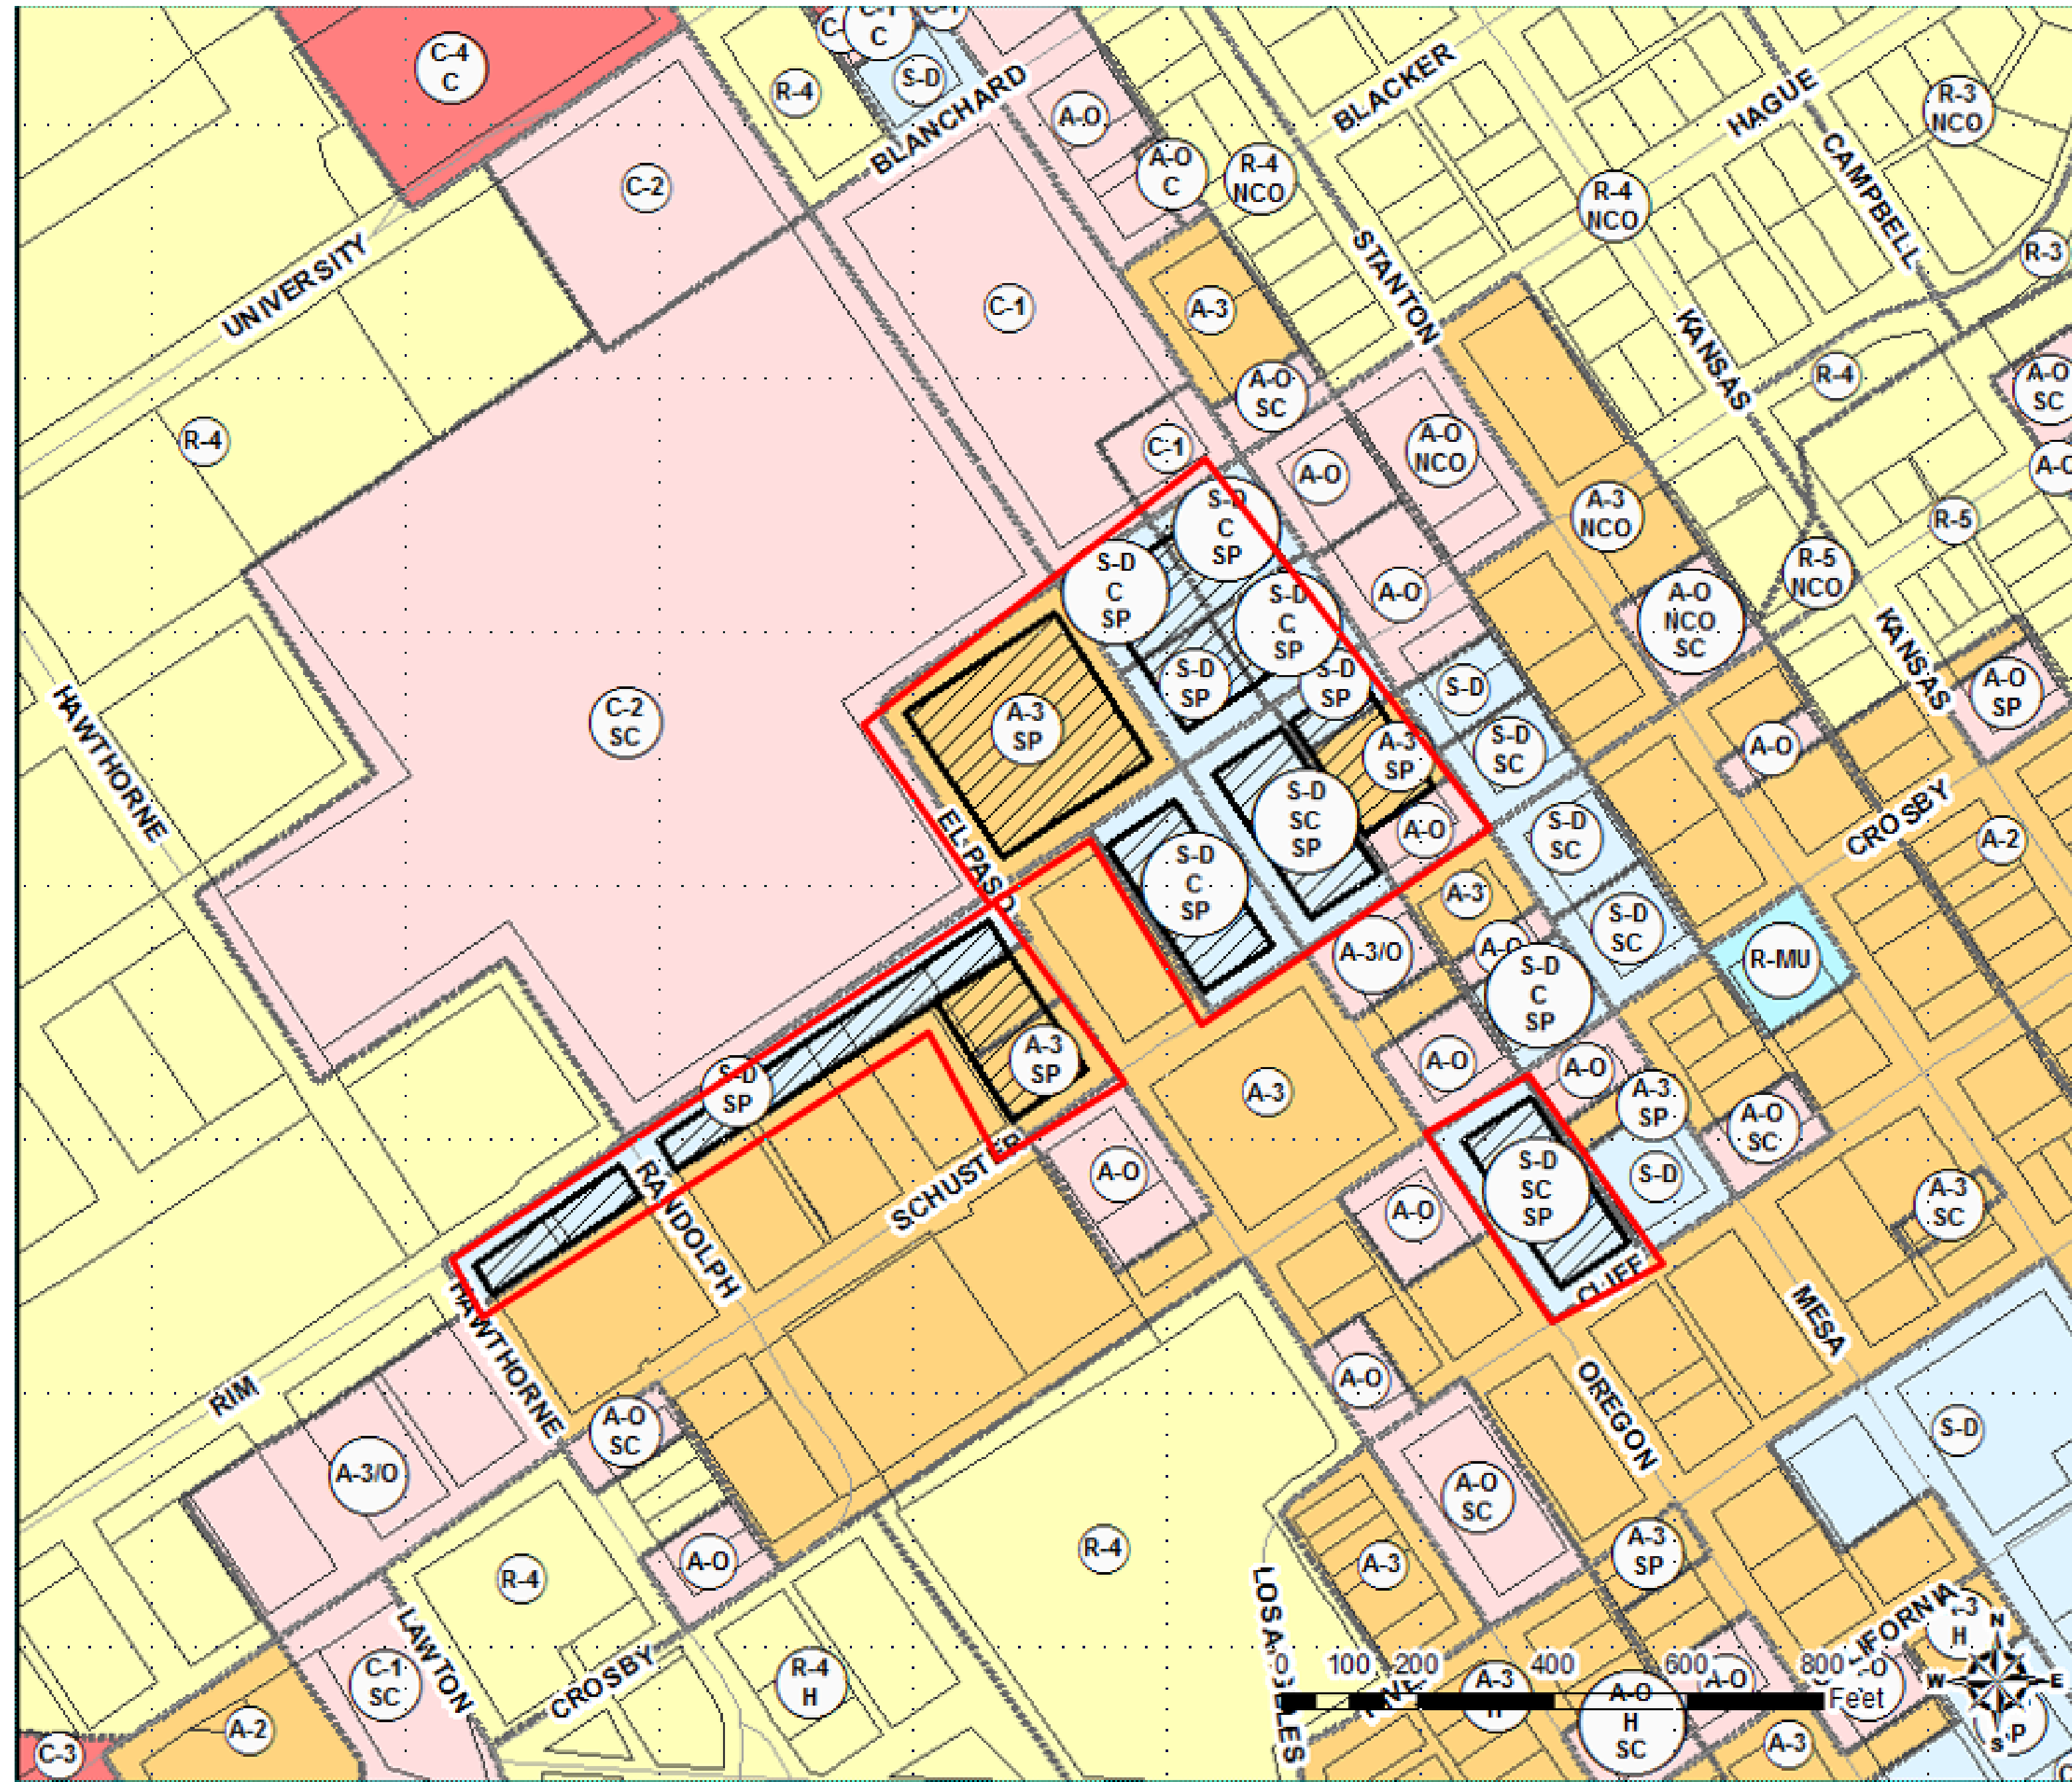 C-1
C
S-D
C-4
C
R-4
BLANCHARD
A-O
BLACKER
HAGUE
R-3
NCO
C-2
A-O
C
R-4
NCO
R-4
NCO
CAMPBELL
UNIVERSITY
STANTON
R-3
C-1
A-3
KANSAS
R-4
A-O
SC
A-O
SC
R-4
C-1
A-O
A-O
NCO
S-D
C
SP
A-3
NCO
R-5
S-D
C
SP
A-O
R-5
NCO
S-D
C
SP
A-O
NCO
SC
KANSAS
HAWTHORNE
C-2
SC
A-3
SP
S-D
SP
S-D
SP
S-D
A-O
SP
A-3
SP
S-D
SC
A-O
EL PASO
S-D
SC
SP
A-O
S-D
SC
CROSBY
A-2
S-D
C
SP
A-3
S-D
SC
A-3/O
A-O
S-D
C
SP
R-MU
S-D
SP
A-3
SP
A-3
A-O
A-O
A-3
SP
A-O
SC
RANDOLPH
SCHUSTER
A-O
A-O
S-D
SC
SP
S-D
A-3
SC
CLIFF
HAWTHORNE
MESA
RIM
A-O
OREGON
S-D
A-O
SC
A-3/O
A-O
SC
R-4
A-O
R-4
A-3
A-3
SP
LAWTON
CROSBY
C-1
SC
R-4
H
LOS ANGELES
A-3
H
A-O
H
SC
A-O
A-3
A-2
C-3
0 100 200 400 600 800
Feet
N
W E
S